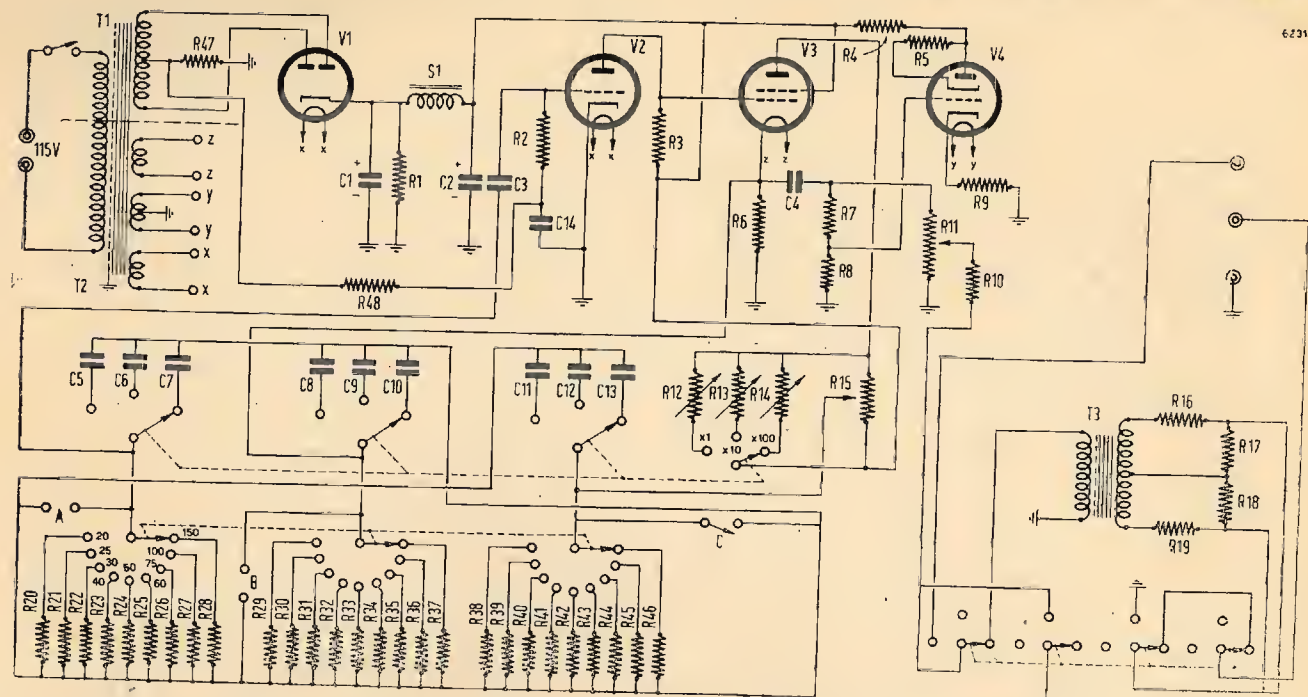 6231
T1
R47
V1
S1
V2
V3
R4
R5
V4
115V
z
z
y
y
x
x
T2
x x
x x
z z
y y
C1
+
−
R1
C2
+
−
C3
R2
C14
R3
R6
C4
R7
R8
R11
R9
R10
R48
C5
C6
C7
C8
C9
C10
C11
C12
C13
R12
R13
R14
R15
x1
x10
x100
T3
R16
R17
R18
R19
A
B
C
20
25
30
40
50
60
75
100
150
R20
R21
R22
R23
R24
R25
R26
R27
R28
R29
R30
R31
R32
R33
R34
R35
R36
R37
R38
R39
R40
R41
R42
R43
R44
R45
R46